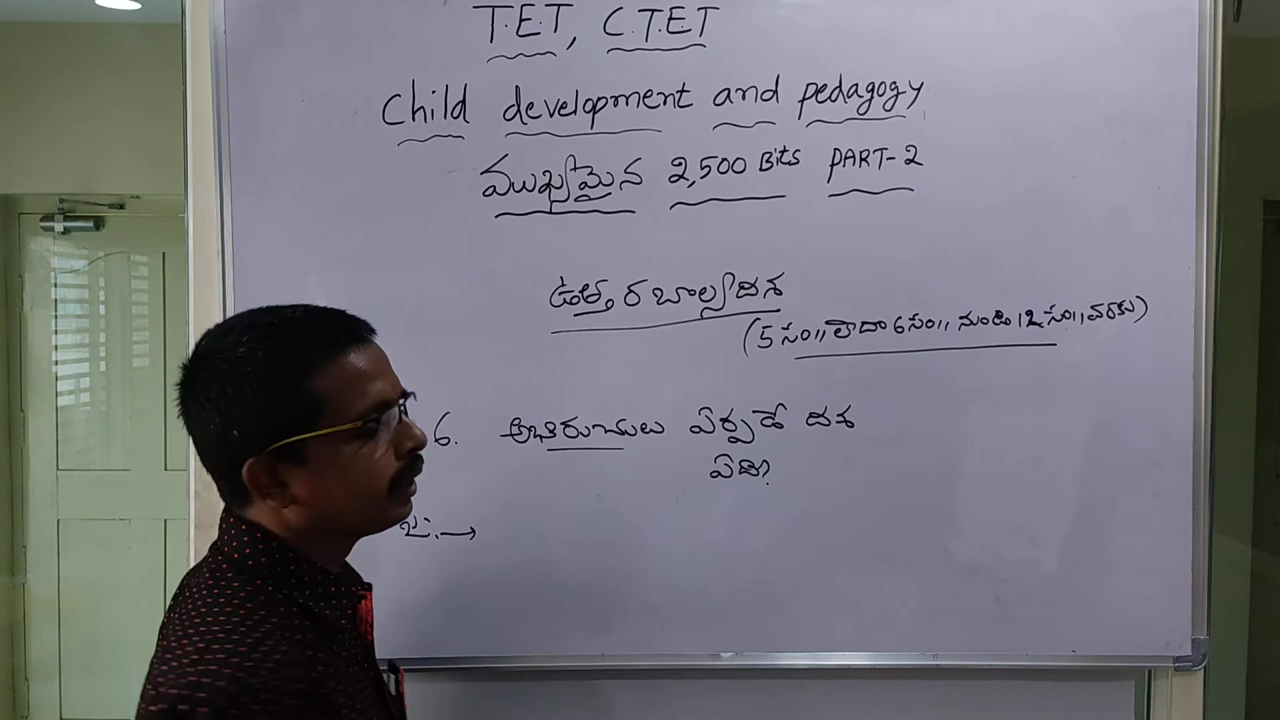 T.E.T, C.T.ET
Child development and pedagogy
ముఖ్యమైన 2,500 Bits PART-2
ఉత్తర బాల్యదశ
(5 సం,, లేదా 6 సం,, నుండి 12 సం,, వరకు)
6. అభిరుచులు ఏర్పడే దశ
ఏది?
జ: →